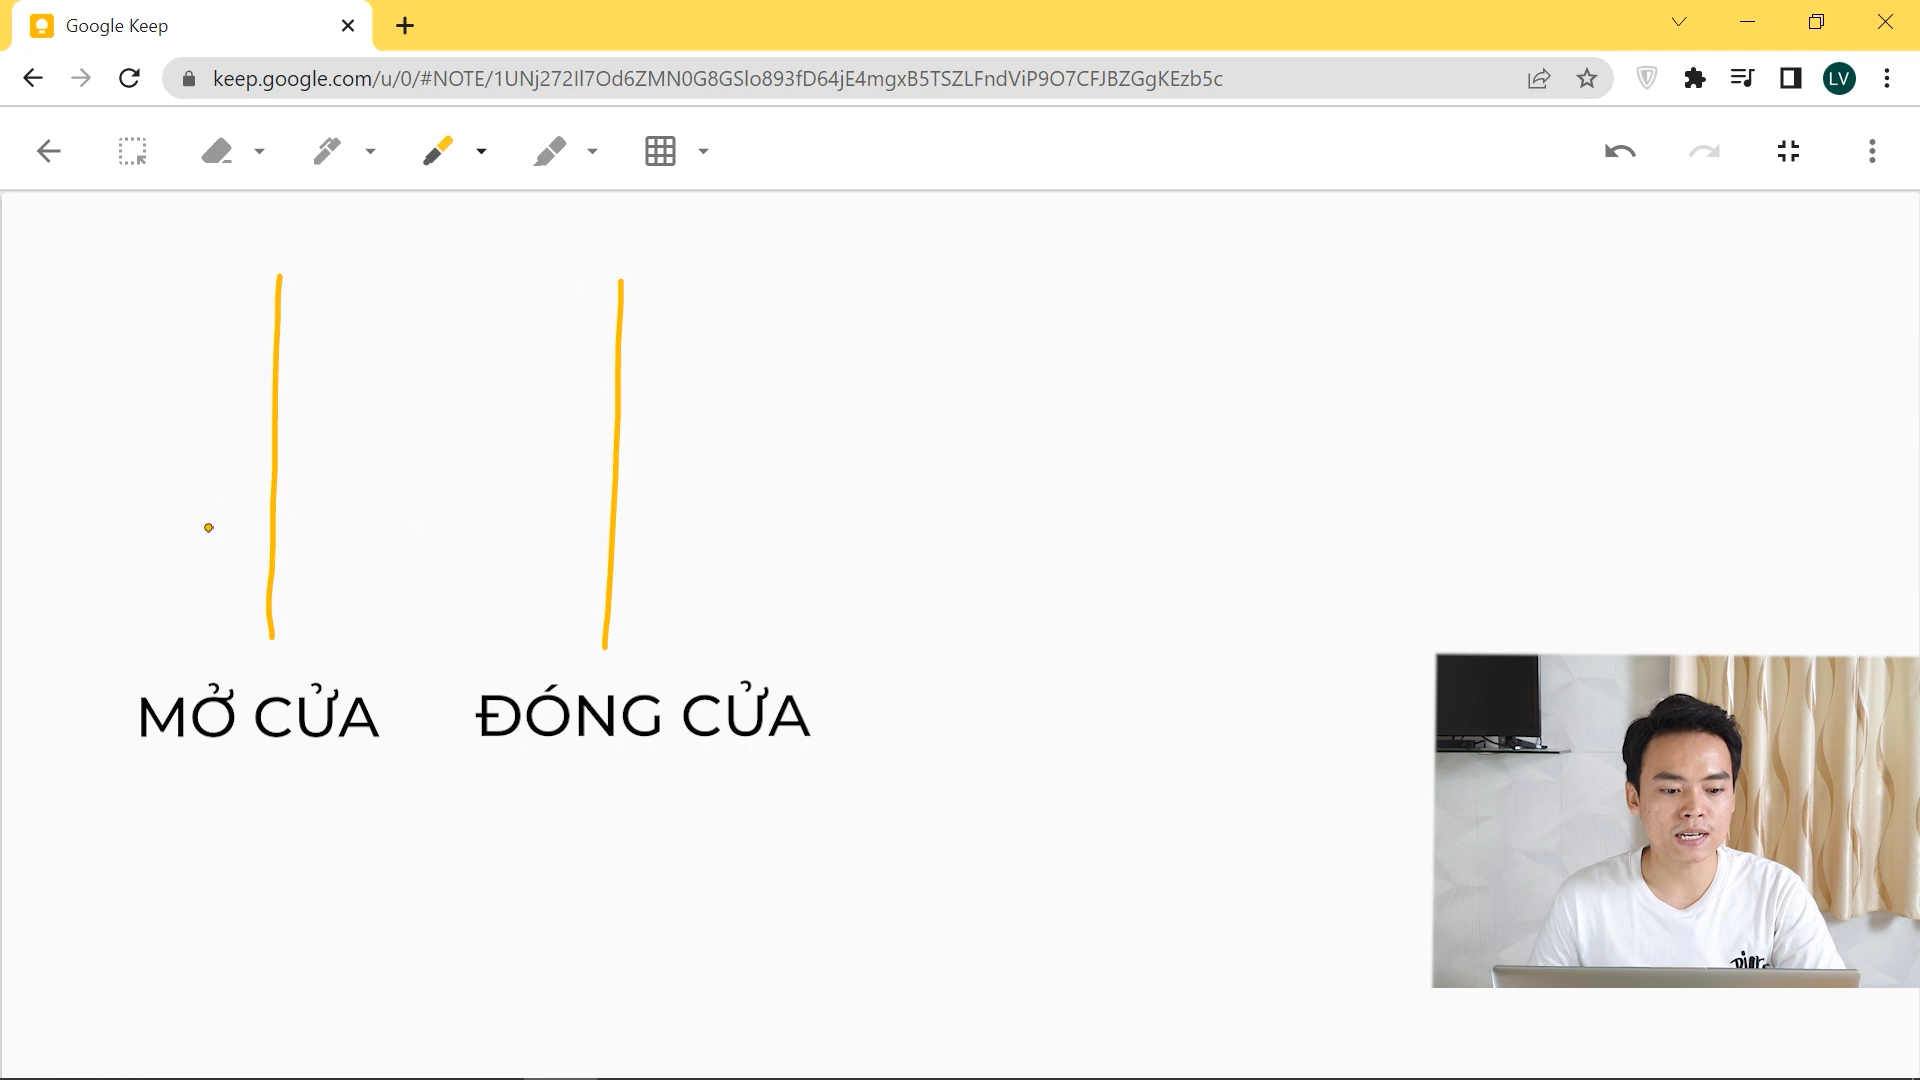 Google Keep
keep.google.com/u/0/#NOTE/1UNj272Il7Od6ZMN0G8GSlo893fD64jE4mgxB5TSZLFndViP9O7CFJBZGgKEzb5c
LV
MỞ CỬA ĐÓNG CỬA